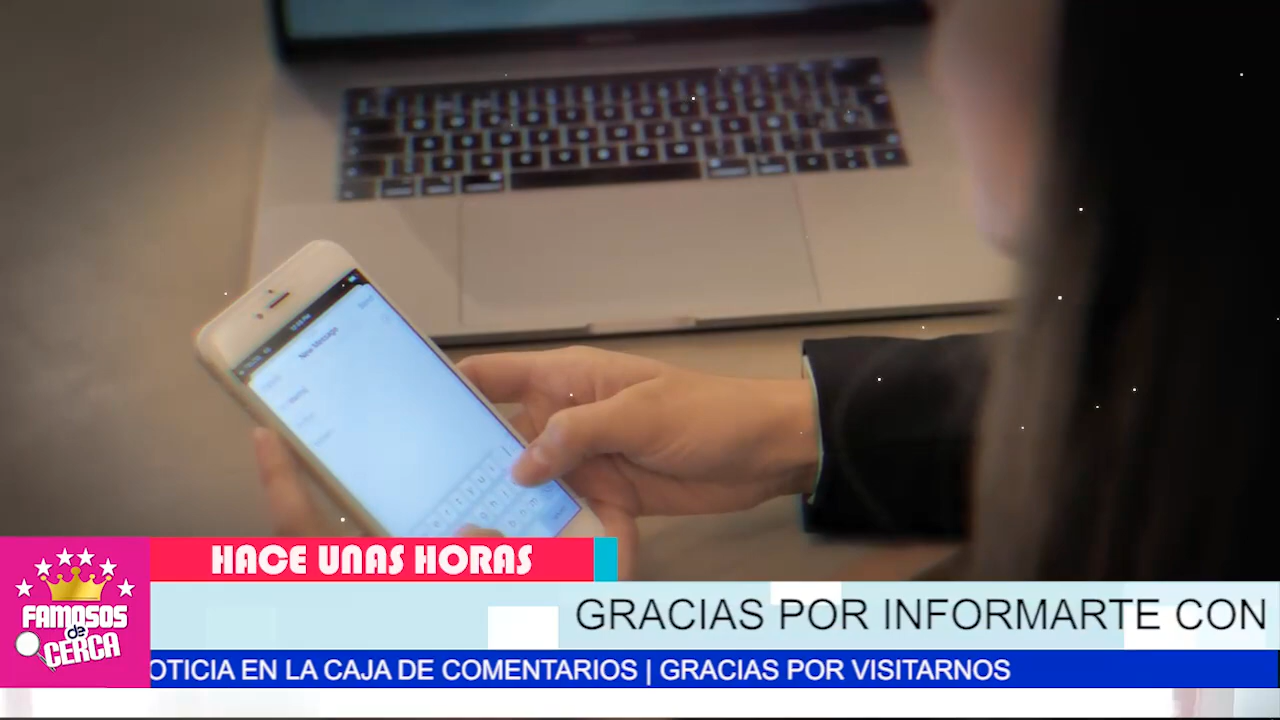 New Message
HACE UNAS HORAS
FAMOSOS
de
CERCA
GRACIAS POR INFORMARTE CON
OTICIA EN LA CAJA DE COMENTARIOS | GRACIAS POR VISITARNOS